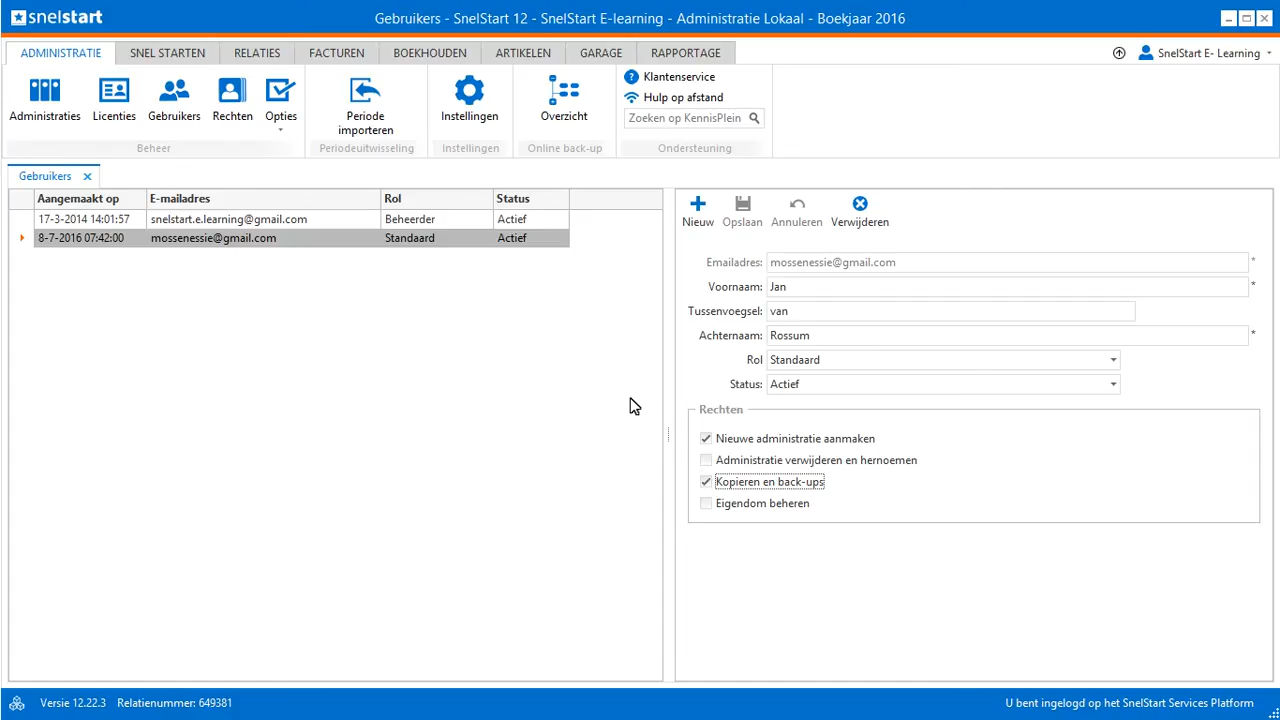 snelstart
Gebruikers - SnelStart 12 - SnelStart E-learning - Administratie Lokaal - Boekjaar 2016
ADMINISTRATIE SNEL STARTEN RELATIES FACTUREN BOEKHOUDEN ARTIKELEN GARAGE RAPPORTAGE
SnelStart E- Learning
Administraties Licenties Gebruikers Rechten Opties
Periode importeren
Instellingen
Overzicht
Klantenservice
Hulp op afstand
Zoeken op KennisPlein
Beheer Periodeuitwisseling Instellingen Online back-up Ondersteuning
Gebruikers
Aangemaakt op E-mailadres Rol Status
17-3-2014 14:01:57 snelstart.e.learning@gmail.com Beheerder Actief
8-7-2016 07:42:00 mossenessie@gmail.com Standaard Actief
Nieuw Opslaan Annuleren Verwijderen
Emailadres: mossenessie@gmail.com *
Voornaam: Jan *
Tussenvoegsel: van
Achternaam: Rossum *
Rol Standaard
Status: Actief
Rechten
Nieuwe administratie aanmaken
Administratie verwijderen en hernoemen
Kopieren en back-ups
Eigendom beheren
Versie 12.22.3 Relatienummer: 649381
U bent ingelogd op het SnelStart Services Platform